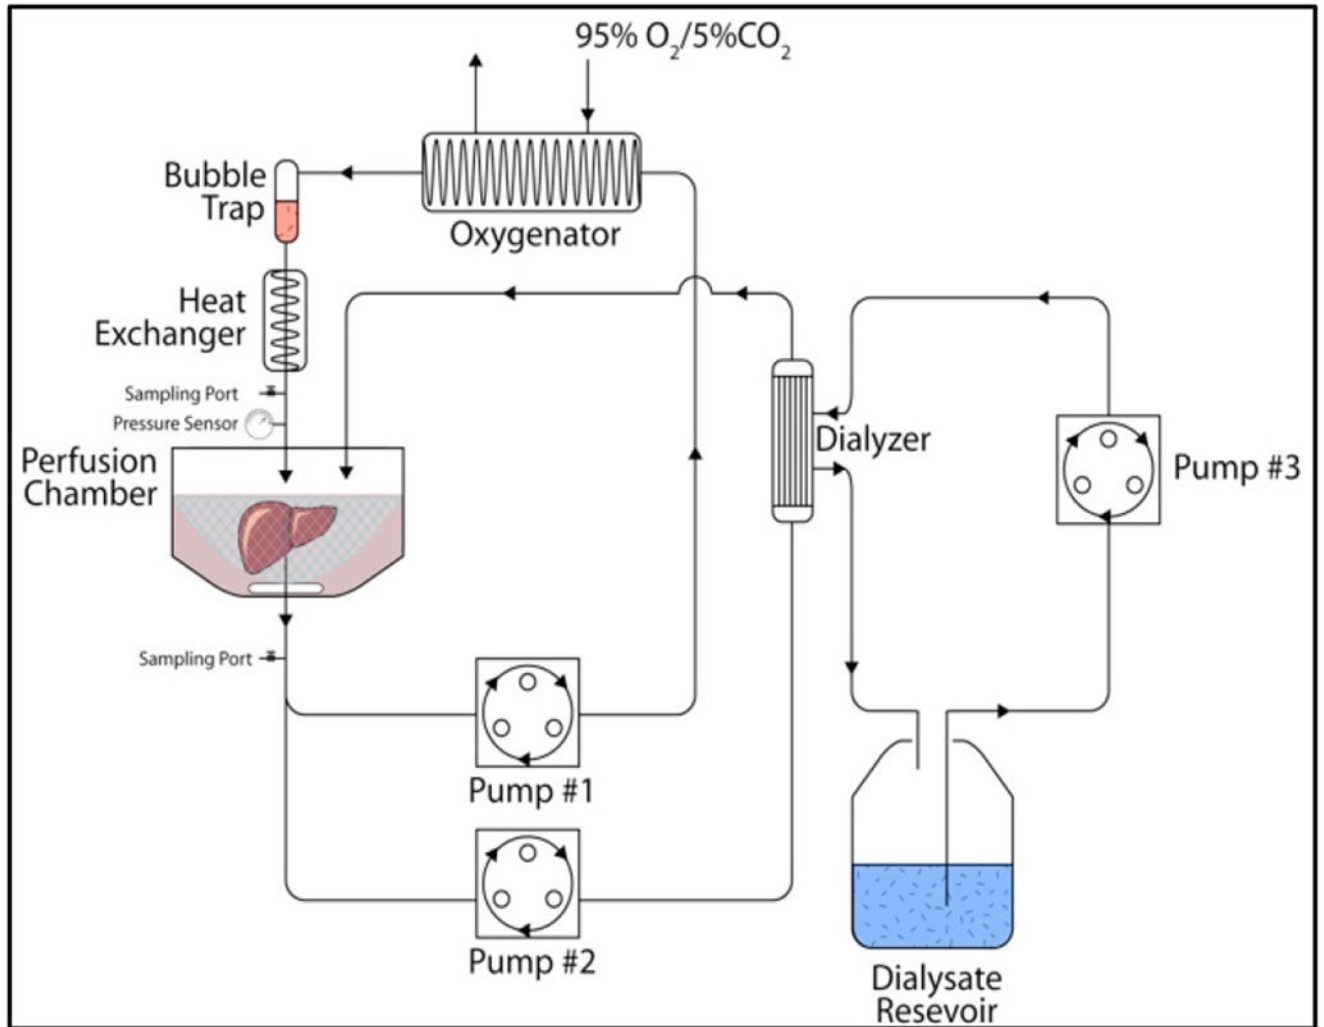 95% O2/5%CO2
Bubble
Trap
Oxygenator
Heat
Exchanger
Sampling Port
Pressure Sensor
Perfusion
Chamber
Dialyzer
Pump #3
Sampling Port
Pump #1
Pump #2
Dialysate
Resevoir